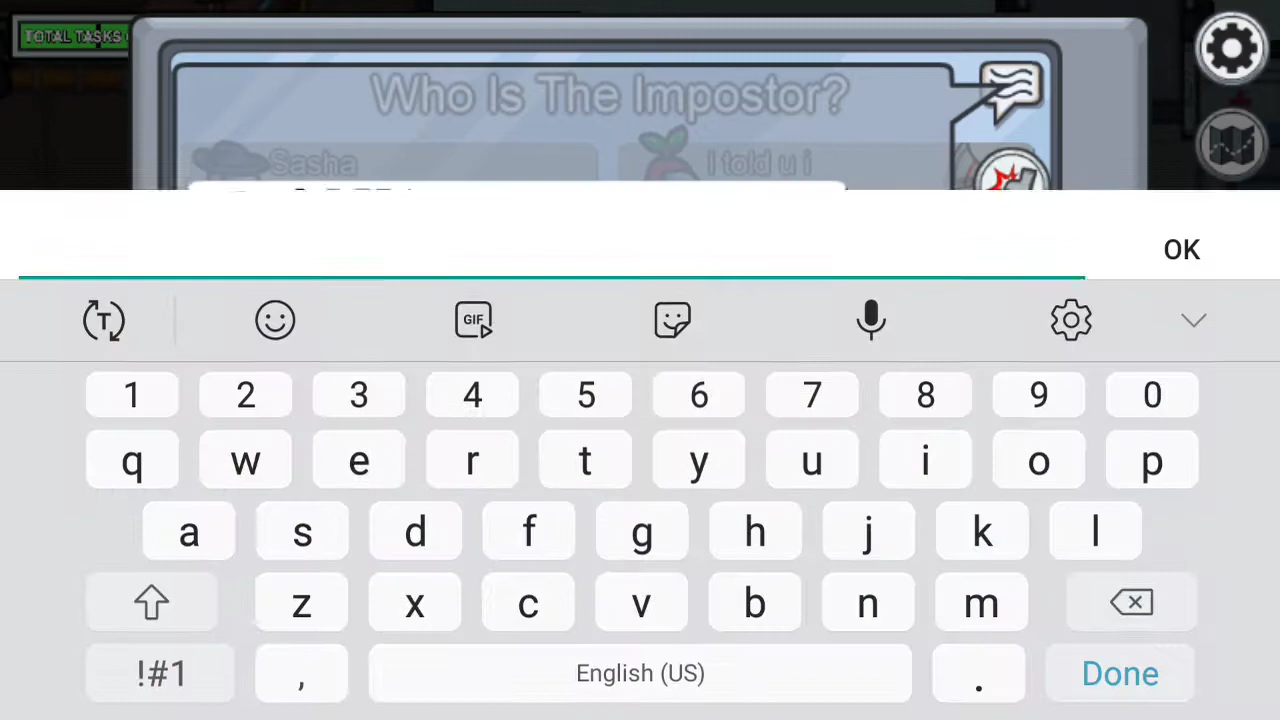 TOTAL TASKS
Who Is The Impostor?
Sasha
I told u i
OK
T
GIF
1 2 3 4 5 6 7 8 9 0
q w e r t y u i o p
a s d f g h j k l
z x c v b n m
!#1 , English (US) . Done